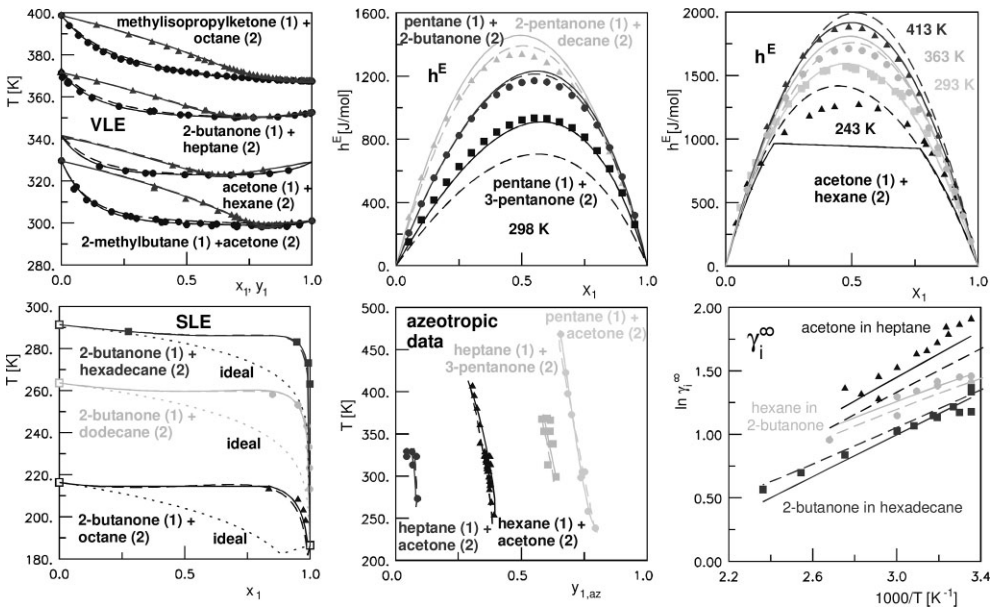 400.
380.
360.
340.
320.
300.
280.
T [K]
methylisopropylketone (1) +
octane (2)
VLE
2-butanone (1) +
heptane (2)
acetone (1) +
hexane (2)
2-methylbutane (1) +acetone (2)
0.0
0.5
1.0
x1, y1
1200.
900.
600.
300.
0.
hE[J/mol]
pentane (1) +
2-butanone (2)
2-pentanone (1) +
decane (2)
hE
pentane (1) +
3-pentanone (2)
298 K
0.0
0.5
1.0
x1
2000.
1500.
1000.
500.
0.
hE[J/mol]
hE
413 K
363 K
293 K
243 K
acetone (1) +
hexane (2)
0.0
0.5
1.0
x1
300.
280.
260.
240.
220.
200.
180.
T [K]
SLE
2-butanone (1) +
hexadecane (2)
ideal
2-butanone (1) +
dodecane (2)
ideal
2-butanone (1) +
octane (2)
ideal
0.0
0.5
1.0
x1
500.
450.
400.
350.
300.
250.
200.
T [K]
azeotropic
data
pentane (1) +
acetone (2)
heptane (1) +
3-pentanone (2)
heptane (1) +
acetone (2)
hexane (1) +
acetone (2)
0.0
0.5
1.0
y1,az
2.00
1.50
1.00
0.50
0.00
ln γi∞
γi∞
acetone in heptane
hexane in
2-butanone
2-butanone in hexadecane
2.2
2.6
3.0
3.4
1000/T [K-1]